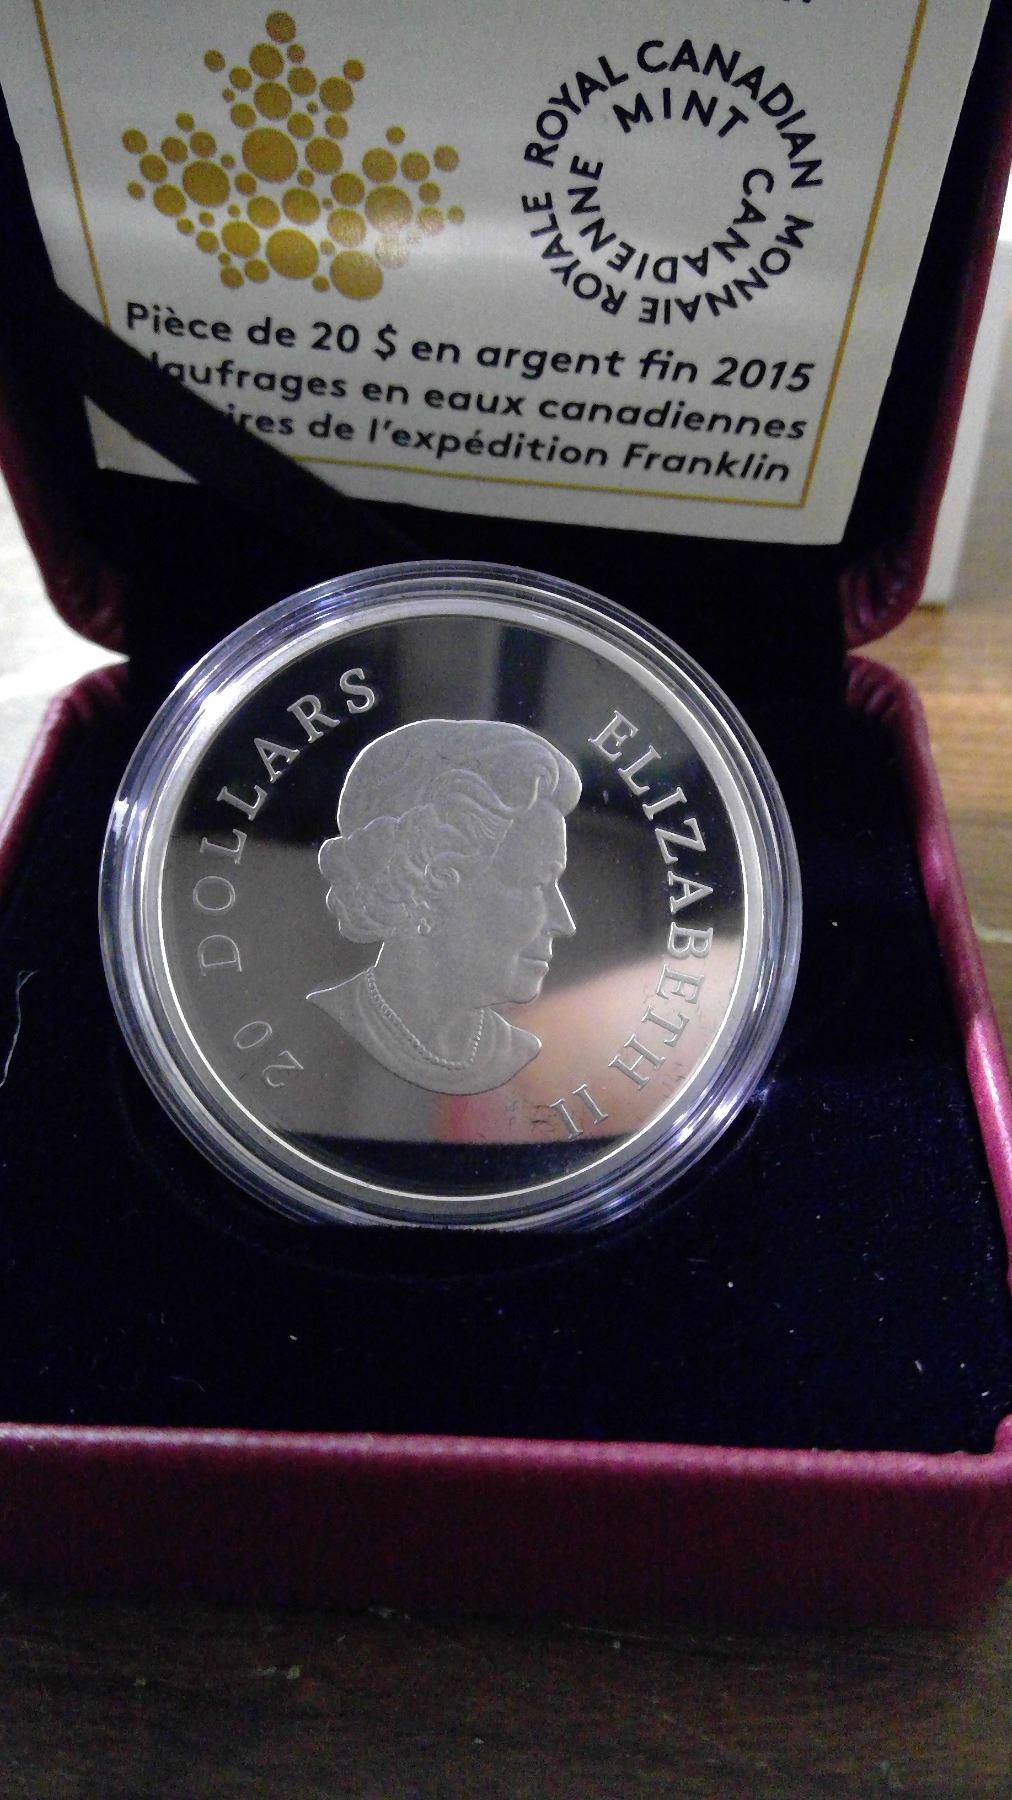 ROYAL CANADIAN MINT
MONNAIE ROYALE CANADIENNE
Pièce de 20 $ en argent fin 2015
en eaux canadiennes
de l'expédition Franklin
20 DOLLARS
ELIZABETH II